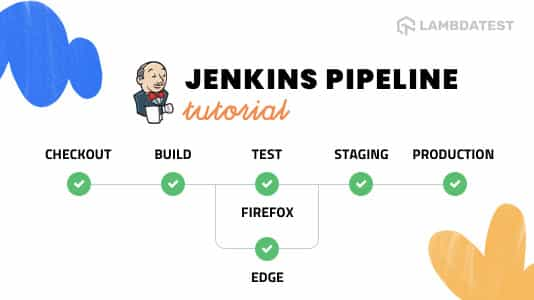 LAMBDATEST
JENKINS PIPELINE
tutorial
CHECKOUT BUILD TEST STAGING PRODUCTION
FIREFOX
EDGE